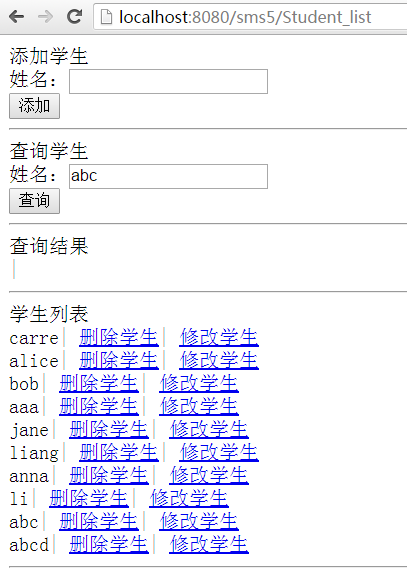 localhost:8080/sms5/Student_list
添加学生
姓名：
添加
查询学生
姓名：abc
查询
查询结果
|
学生列表
carre| 删除学生| 修改学生
alice| 删除学生| 修改学生
bob| 删除学生| 修改学生
aaa| 删除学生| 修改学生
jane| 删除学生| 修改学生
liang| 删除学生| 修改学生
anna| 删除学生| 修改学生
li| 删除学生| 修改学生
abc| 删除学生| 修改学生
abcd| 删除学生| 修改学生